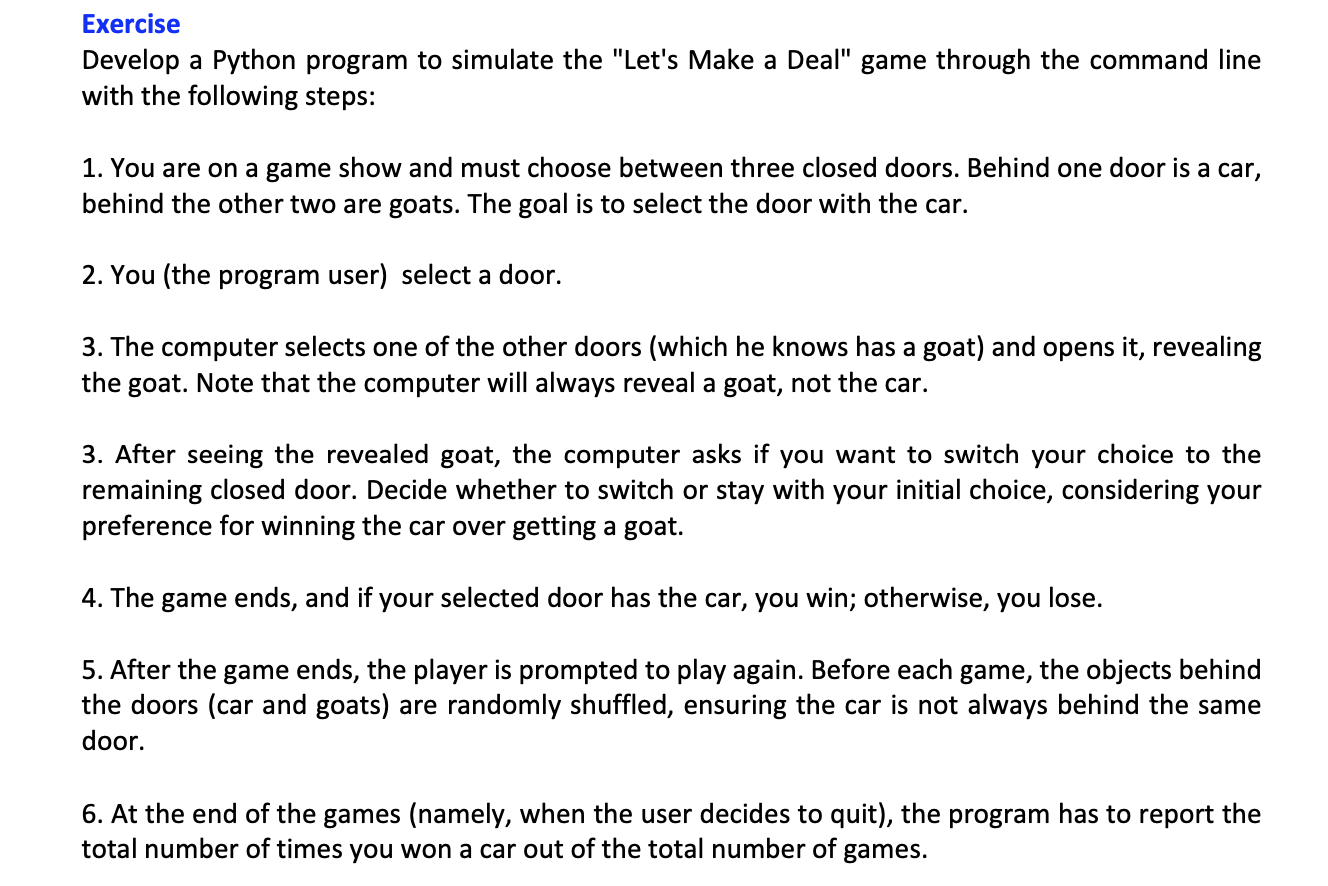 Exercise
Develop a Python program to simulate the "Let's Make a Deal" game through the command line
with the following steps:
1. You are on a game show and must choose between three closed doors. Behind one door is a car,
behind the other two are goats. The goal is to select the door with the car.
2. You (the program user)  select a door.
3. The computer selects one of the other doors (which he knows has a goat) and opens it, revealing
the goat. Note that the computer will always reveal a goat, not the car.
3. After seeing the revealed goat, the computer asks if you want to switch your choice to the
remaining closed door. Decide whether to switch or stay with your initial choice, considering your
preference for winning the car over getting a goat.
4. The game ends, and if your selected door has the car, you win; otherwise, you lose.
5. After the game ends, the player is prompted to play again. Before each game, the objects behind
the doors (car and goats) are randomly shuffled, ensuring the car is not always behind the same
door.
6. At the end of the games (namely, when the user decides to quit), the program has to report the
total number of times you won a car out of the total number of games.